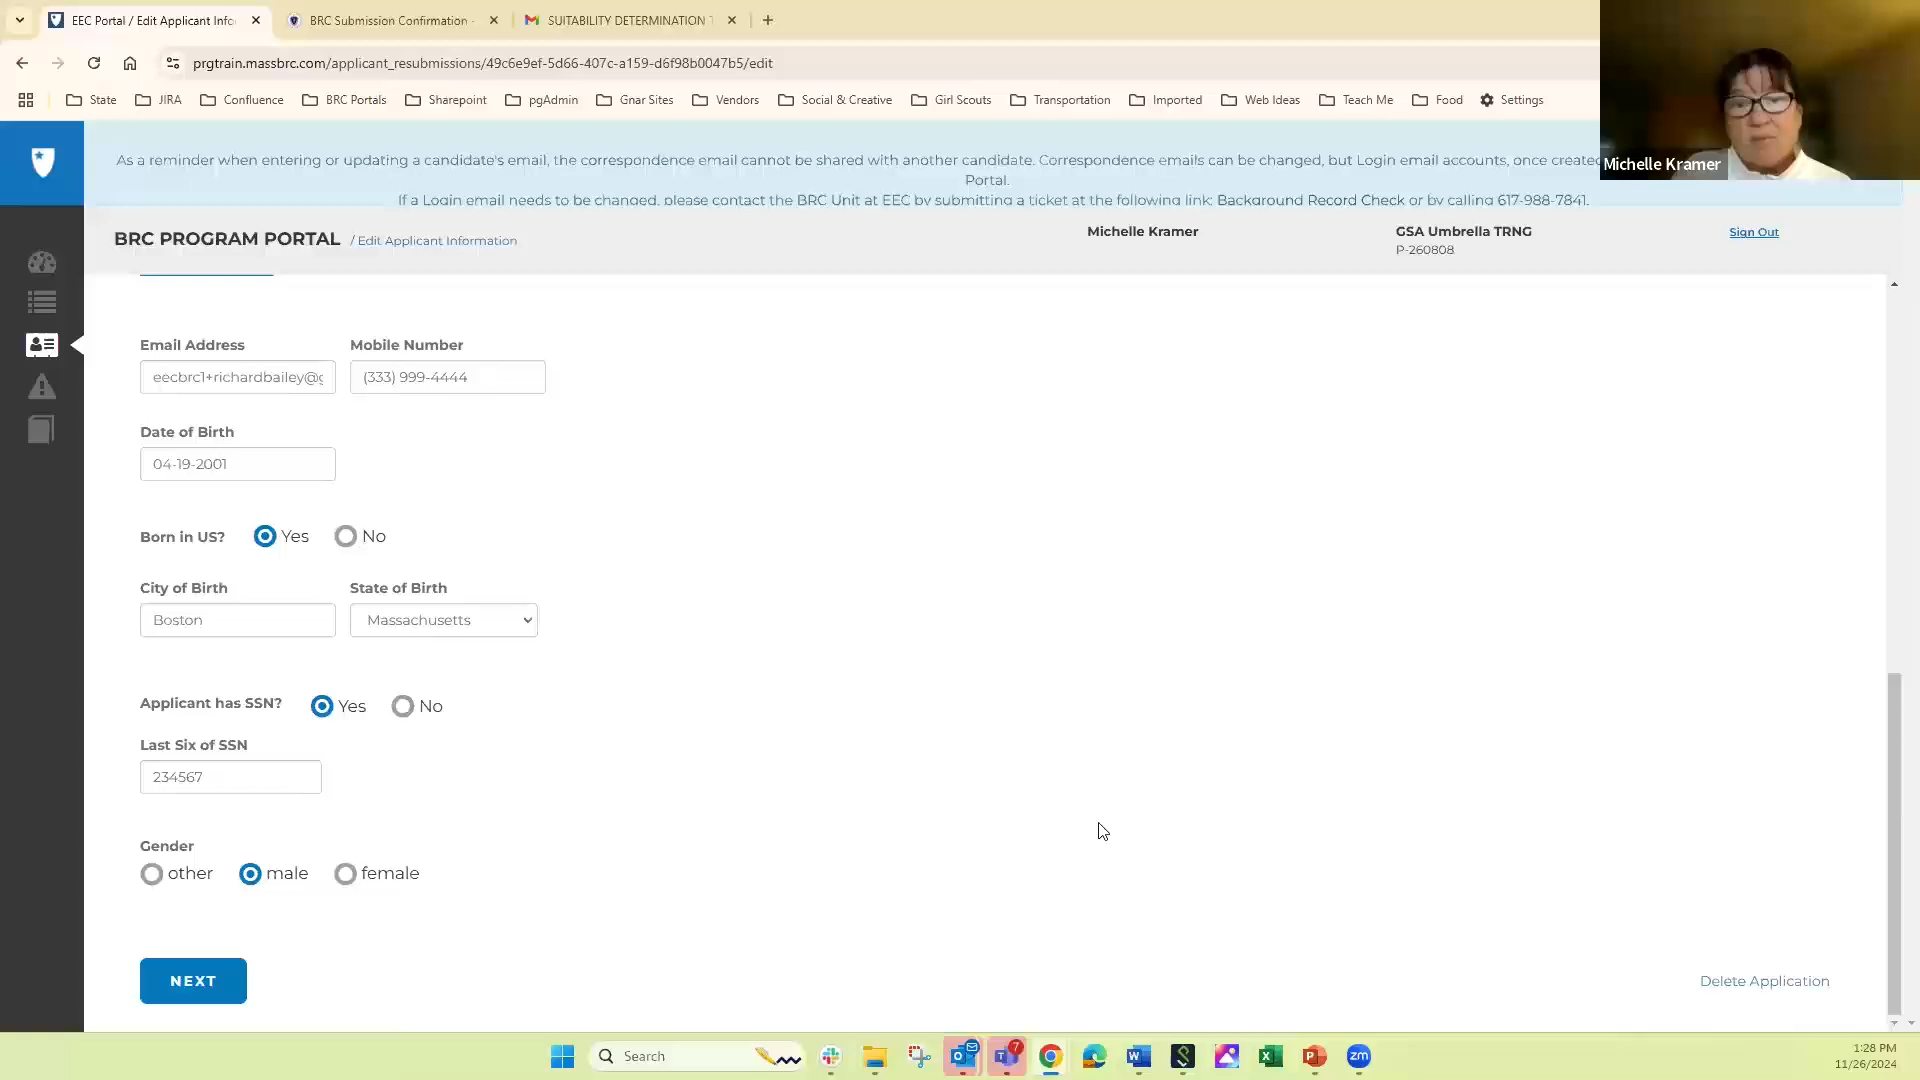 EEC Portal / Edit Applicant Info
BRC Submission Confirmation
SUITABILITY DETERMINATION
prgtrain.massbrc.com/applicant_resubmissions/49c6e9ef-5d66-407c-a159-d6f98b0047b5/edit
State
JIRA
Confluence
BRC Portals
Sharepoint
pgAdmin
Gnar Sites
Vendors
Social & Creative
Girl Scouts
Transportation
Imported
Web Ideas
Teach Me
Food
Settings
Michelle Kramer
As a reminder when entering or updating a candidate's email, the correspondence email cannot be shared with another candidate. Correspondence emails can be changed, but Login email accounts, once create
Portal.
If a Login email needs to be changed, please contact the BRC Unit at EEC by submitting a ticket at the following link: Background Record Check or by calling 617-988-7841.
BRC PROGRAM PORTAL / Edit Applicant Information
Michelle Kramer
GSA Umbrella TRNG
P-260808
Sign Out
Email Address
Mobile Number
eecbrc1+richardbailey@g
(333) 999-4444
Date of Birth
04-19-2001
Born in US? Yes No
City of Birth
State of Birth
Boston
Massachusetts
Applicant has SSN? Yes No
Last Six of SSN
234567
Gender
other male female
NEXT
Delete Application
Search
7
zm
1:28 PM
11/26/2024